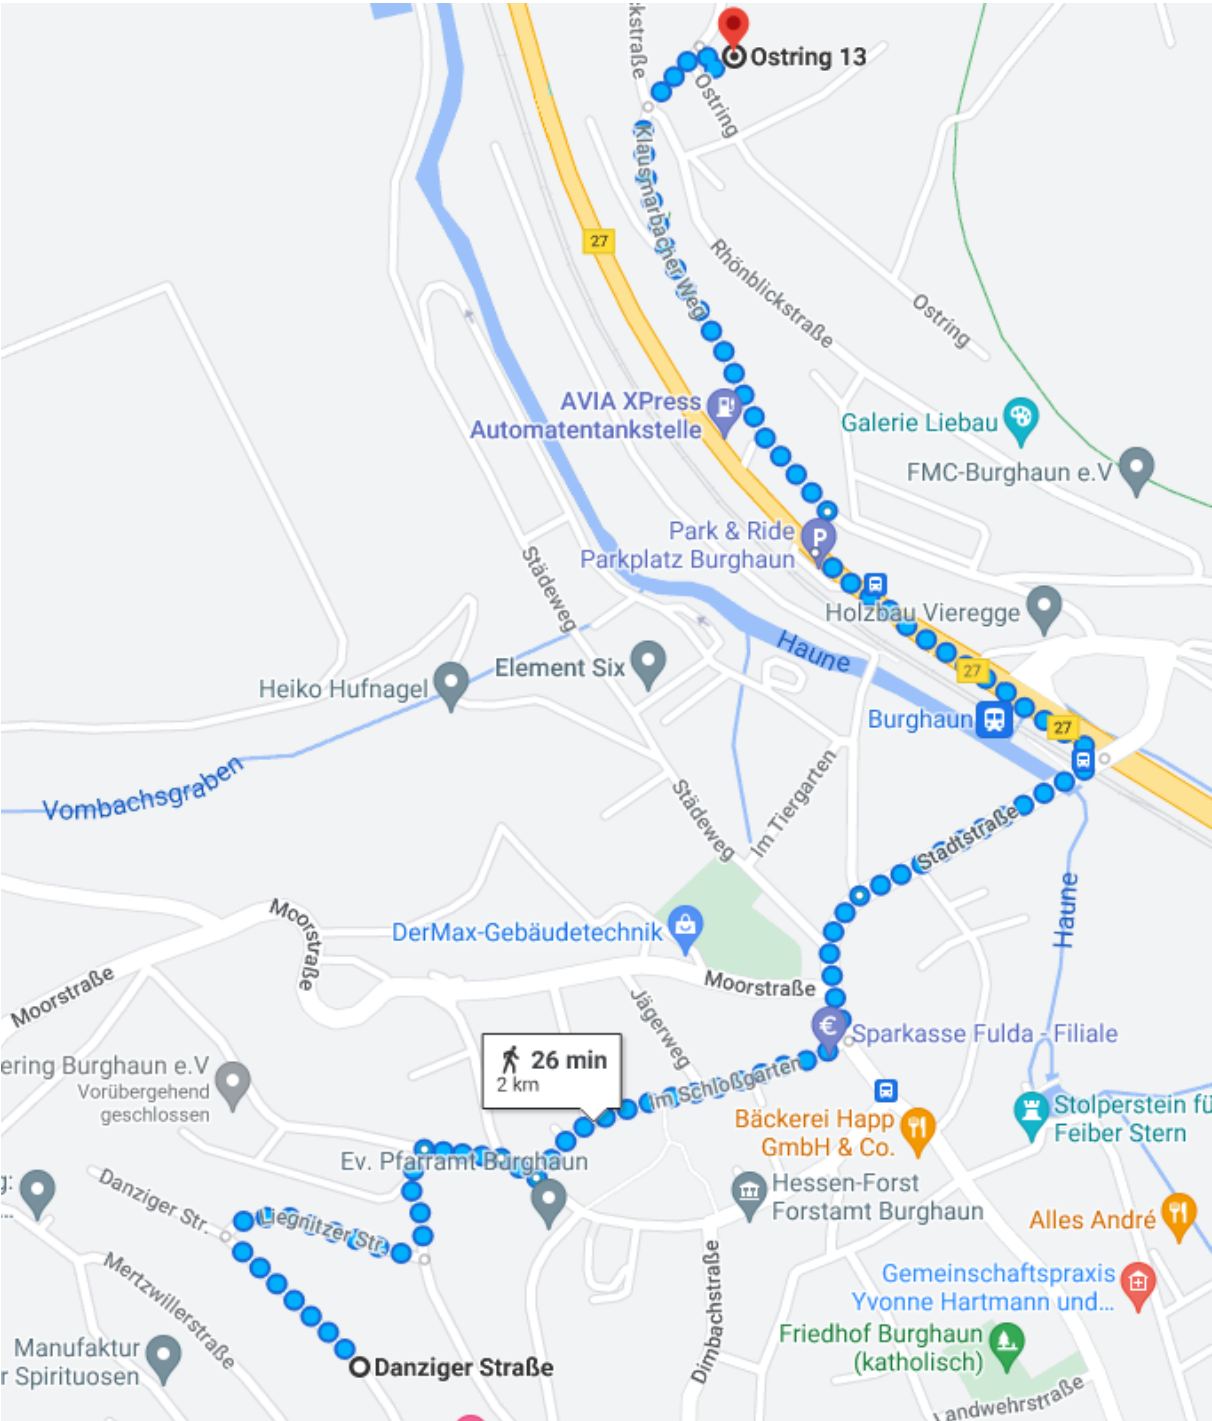 Ostring 13
Ostring
Klausmarbacher Weg
27
Rhönblickstraße
Ostring
AVIA XPress
Automatentankstelle
Galerie Liebau
FMC-Burghaun e.V
Park & Ride
Parkplatz Burghaun
P
Städeweg
Holzbau Vieregge
Haune
Element Six
Heiko Hufnagel
27
Burghaun
27
Vombachsgraben
Städeweg
Im Tiergarten
Stadtstraße
Haune
Moorstraße
DerMax-Gebäudetechnik
Moorstraße
Moorstraße
Jägerweg
€
Sparkasse Fulda - Filiale
26 min
2 km
ering Burghaun e.V
Vorübergehend
geschlossen
Im Schloßgarten
Bäckerei Happ
GmbH & Co.
Stolperstein fü
Feiber Stern
Ev. Pfarramt Burghaun
Hessen-Forst
Forstamt Burghaun
Danziger Str.
Liegnitzer Str.
Alles André
Mertzwillerstraße
Dimbachstraße
Gemeinschaftspraxis
Yvonne Hartmann und...
Friedhof Burghaun
(katholisch)
Manufaktur
r Spirituosen
Danziger Straße
Landwehrstraße